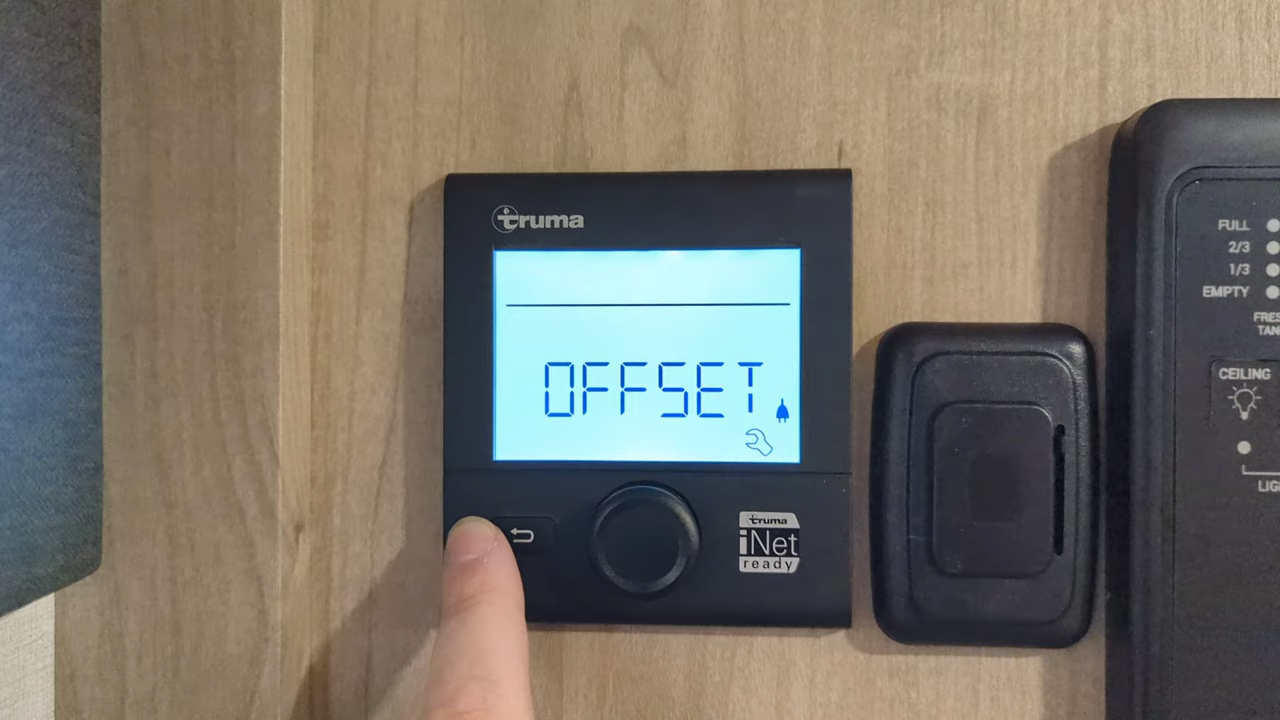 truma
OFFSET
truma
iNet
ready
FULL
2/3
1/3
EMPTY
CEILING